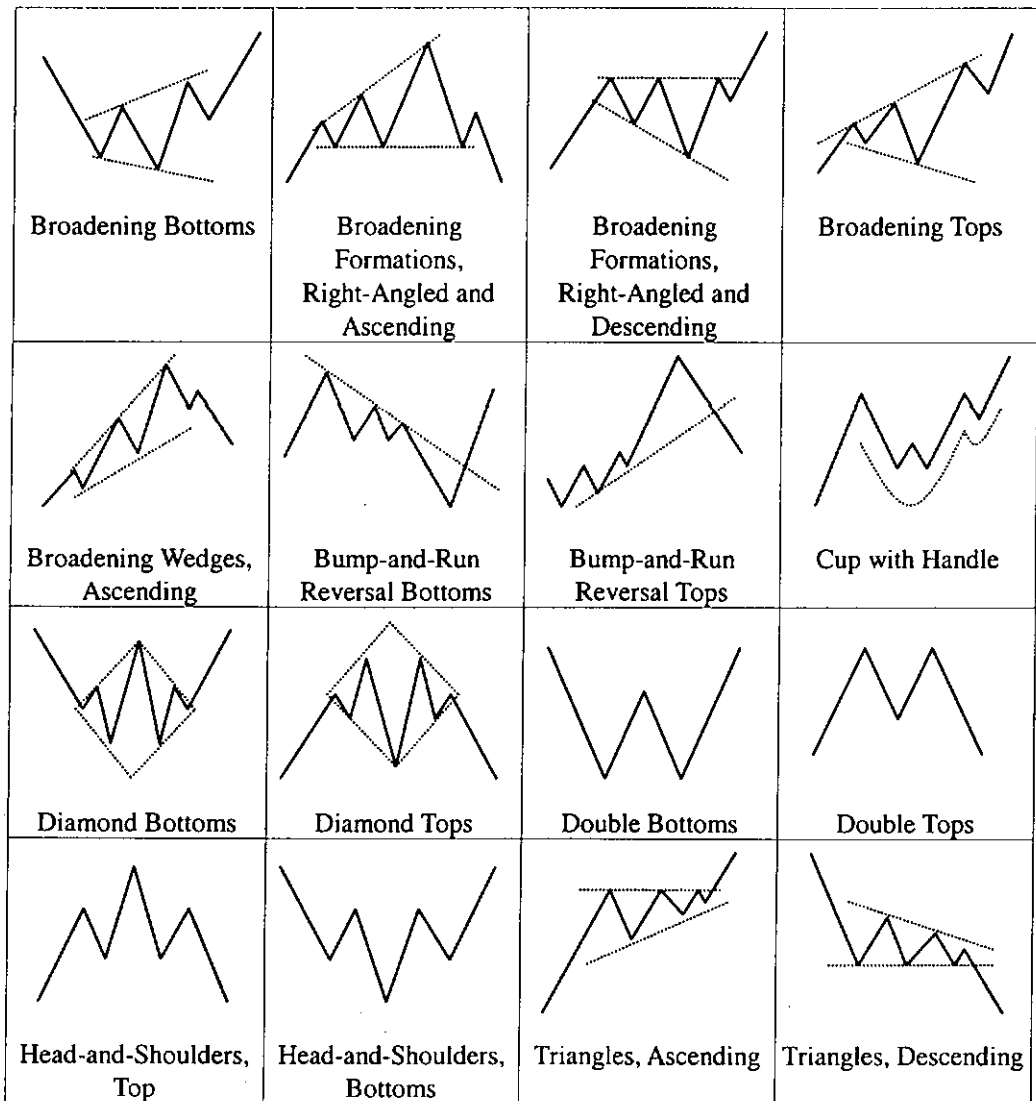 Broadening Bottoms
Broadening
Formations,
Right-Angled and
Ascending
Broadening
Formations,
Right-Angled and
Descending
Broadening Tops
Broadening Wedges,
Ascending
Bump-and-Run
Reversal Bottoms
Bump-and-Run
Reversal Tops
Cup with Handle
Diamond Bottoms
Diamond Tops
Double Bottoms
Double Tops
Head-and-Shoulders,
Top
Head-and-Shoulders,
Bottoms
Triangles, Ascending
Triangles, Descending